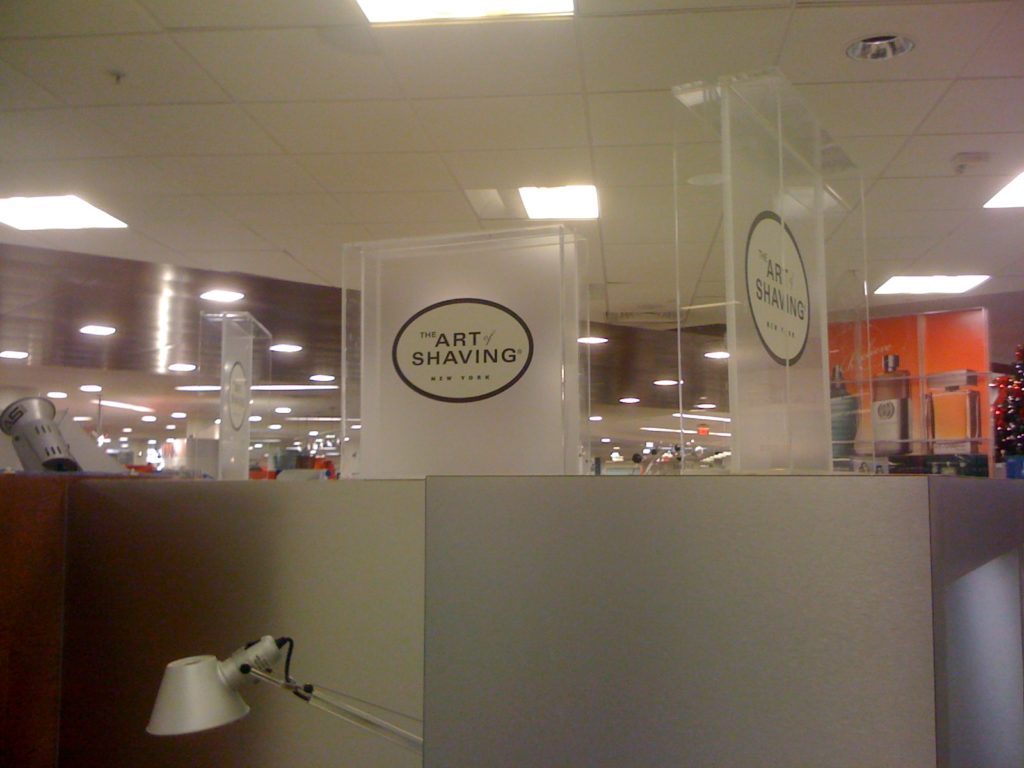 THE ART of
SHAVING®
NEW YORK
THE ART of
SHAVING
NEW YORK